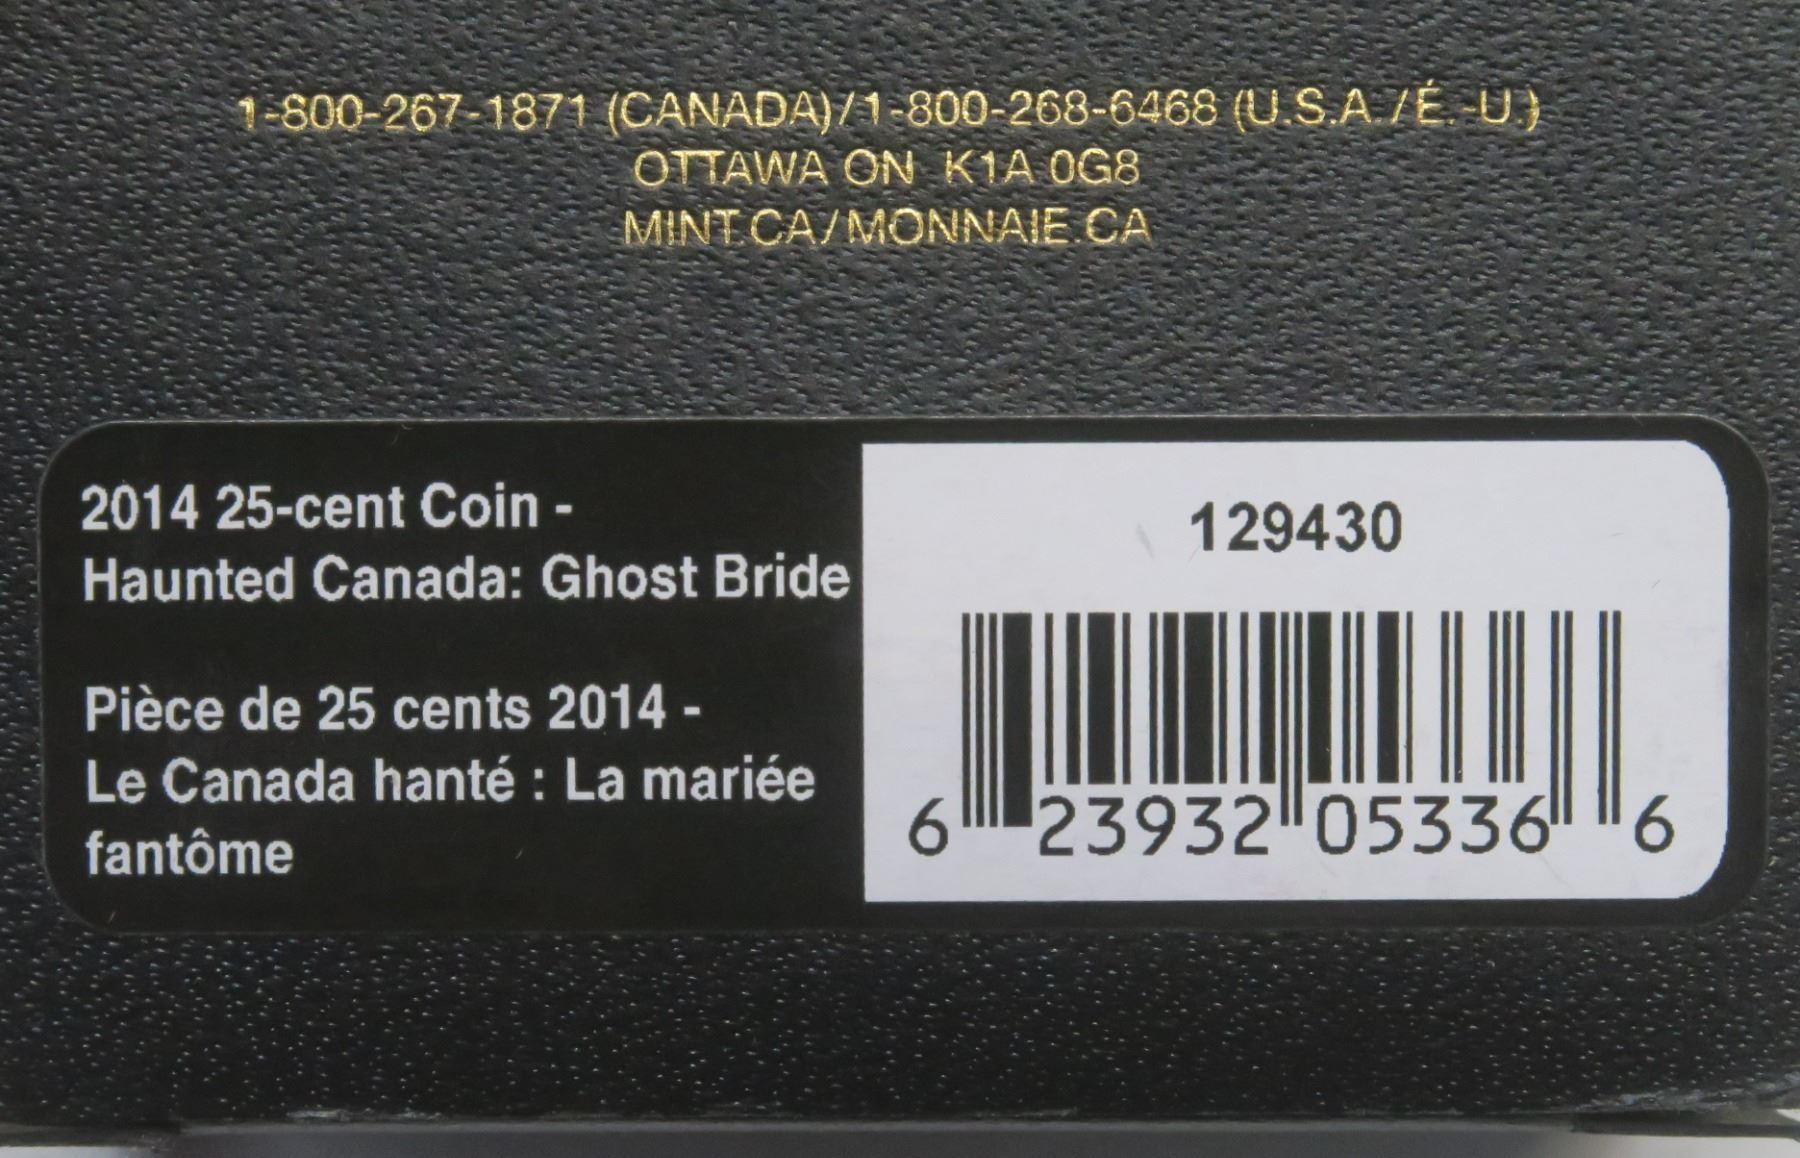 1-800-267-1871 (CANADA)/1-800-268-6468 (U.S.A./É.-U.)
OTTAWA ON K1A 0G8
MINT.CA/MONNAIE.CA
2014 25-cent Coin -
Haunted Canada: Ghost Bride
Pièce de 25 cents 2014 -
Le Canada hanté : La mariée
fantôme
129430
6 23932 05336 6